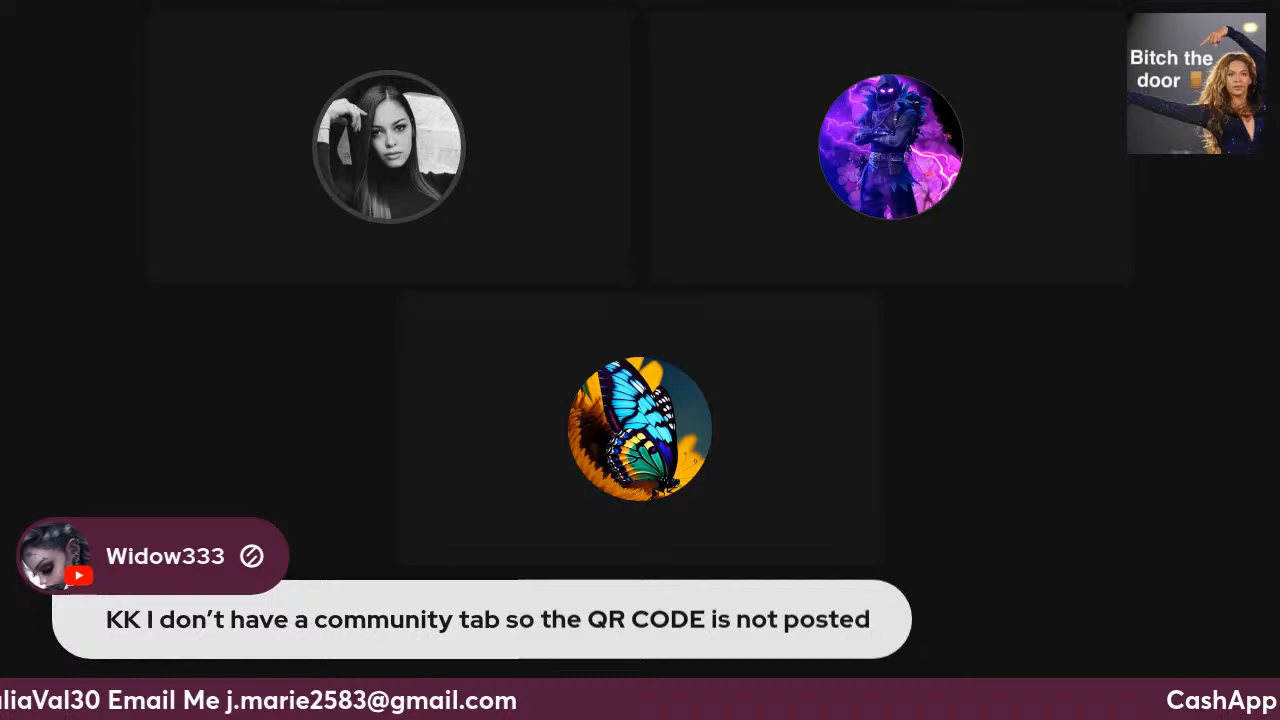 Bitch the
door
Widow333
KK I don’t have a community tab so the QR CODE is not posted
aliaVal30 Email Me j.marie2583@gmail.com
CashApp